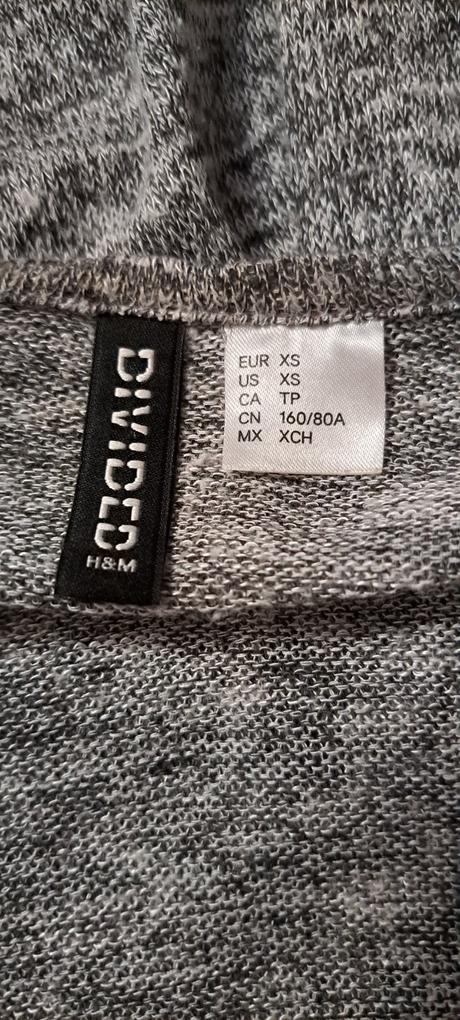 DIVIDED
H&M
EUR XS
US XS
CA TP
CN 160/80A
MX XCH